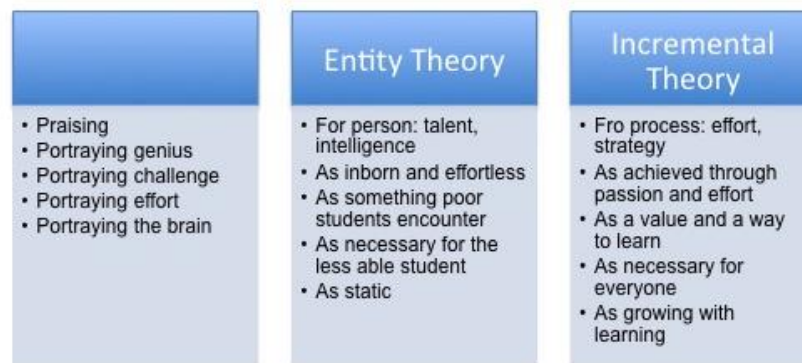 • Praising
• Portraying genius
• Portraying challenge
• Portraying effort
• Portraying the brain
Entity Theory
• For person: talent,
intelligence
• As inborn and effortless
• As something poor
students encounter
• As necessary for the
less able student
• As static
Incremental
Theory
• Fro process: effort,
strategy
• As achieved through
passion and effort
• As a value and a way
to learn
• As necessary for
everyone
• As growing with
learning